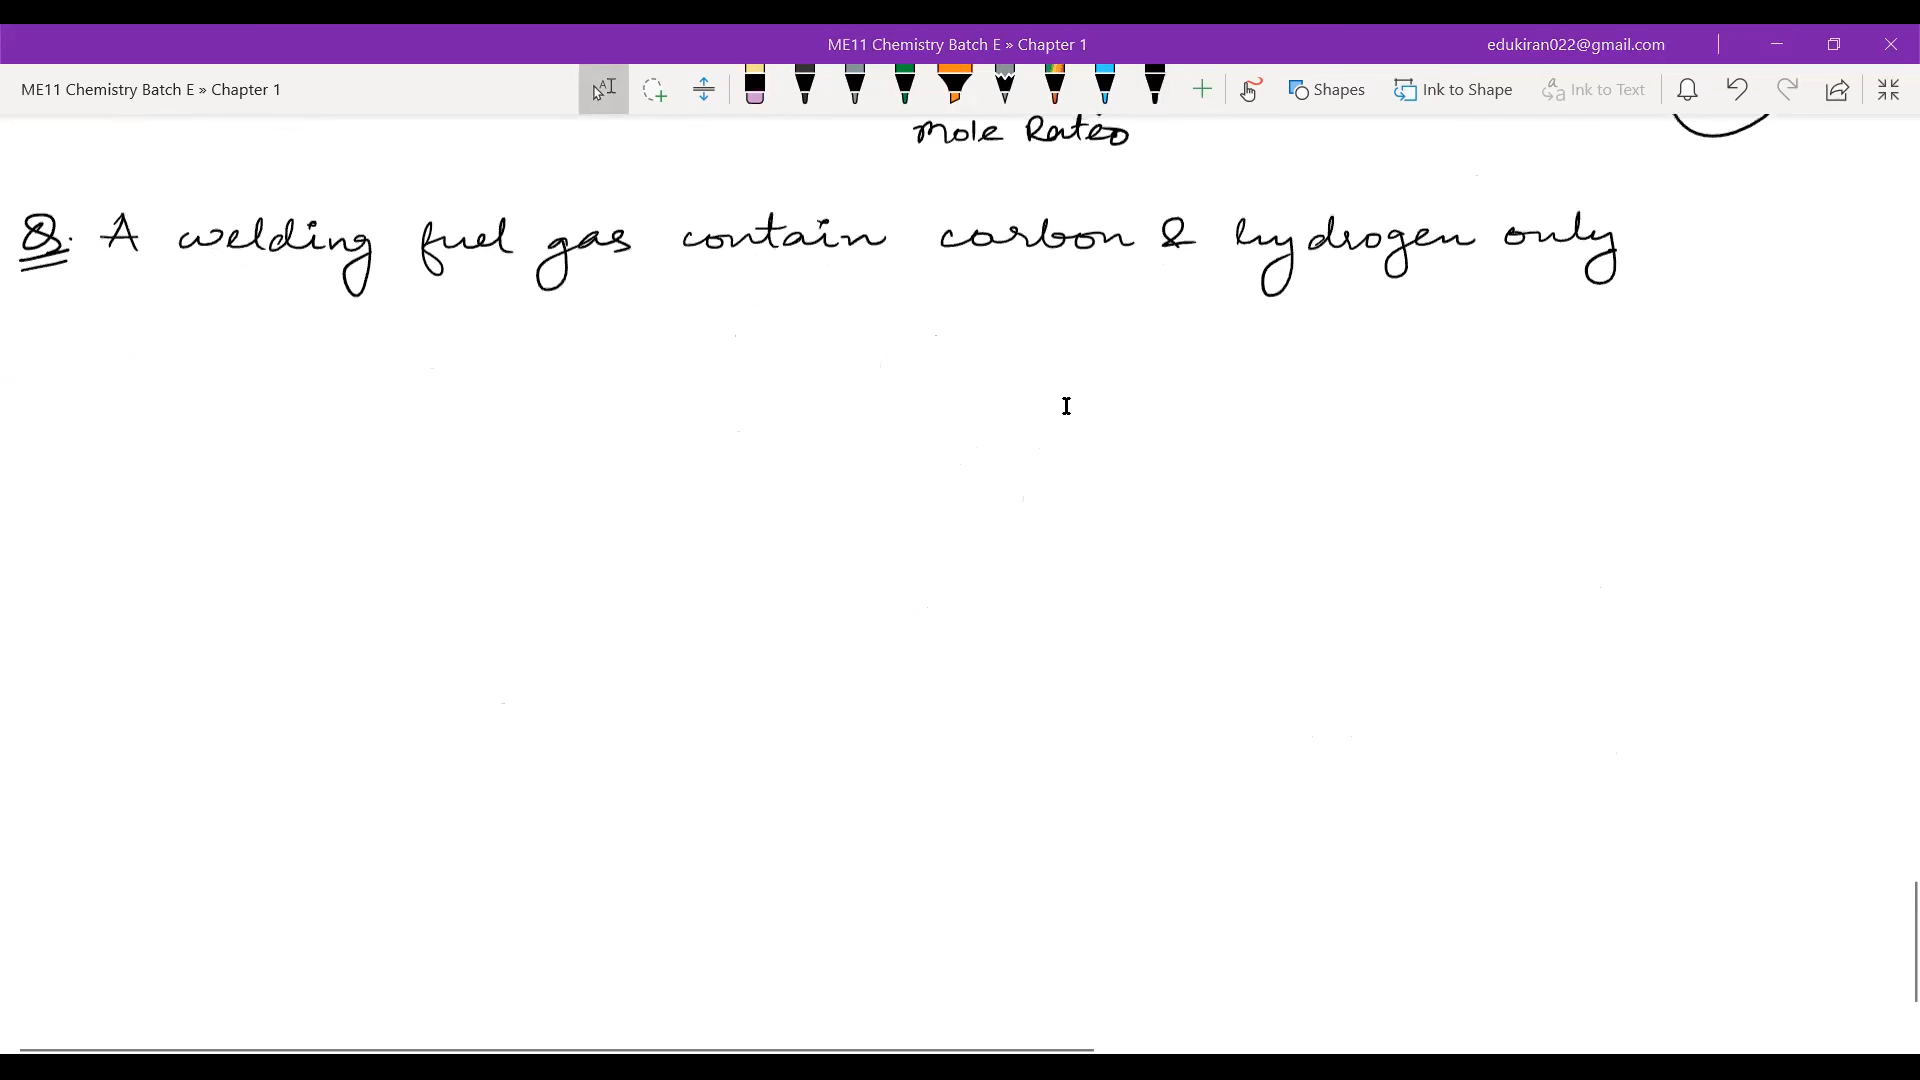 ME11 Chemistry Batch E » Chapter 1
edukiran022@gmail.com
ME11 Chemistry Batch E » Chapter 1
Shapes
Ink to Shape
Ink to Text
Mole Ratio
Q. A welding fuel gas contain carbon & hydrogen only